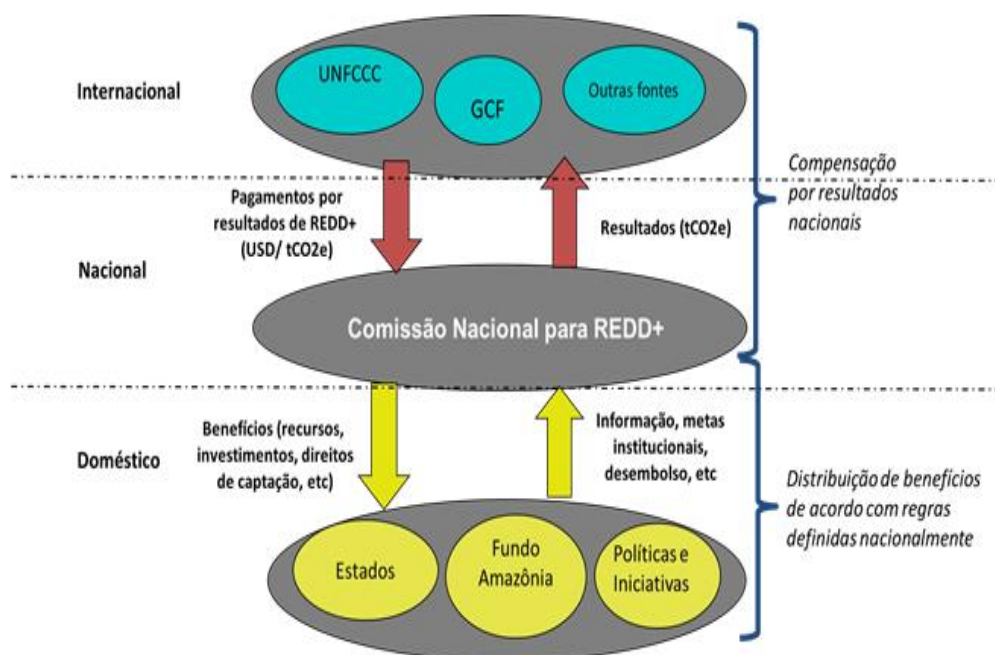 UNFCCC
GCF
Outras fontes
Internacional
Compensação
por resultados
nacionais
Pagamentos por
resultados de REDD+
(USD/ tCO2e)
Resultados (tCO2e)
Nacional
Comissão Nacional para REDD+
Benefícios (recursos,
investimentos, direitos
de captação, etc)
Informação, metas
institucionais,
desembolso, etc
Doméstico
Distribuição de benefícios
de acordo com regras
definidas nacionalmente
Estados
Fundo
Amazônia
Políticas e
Iniciativas